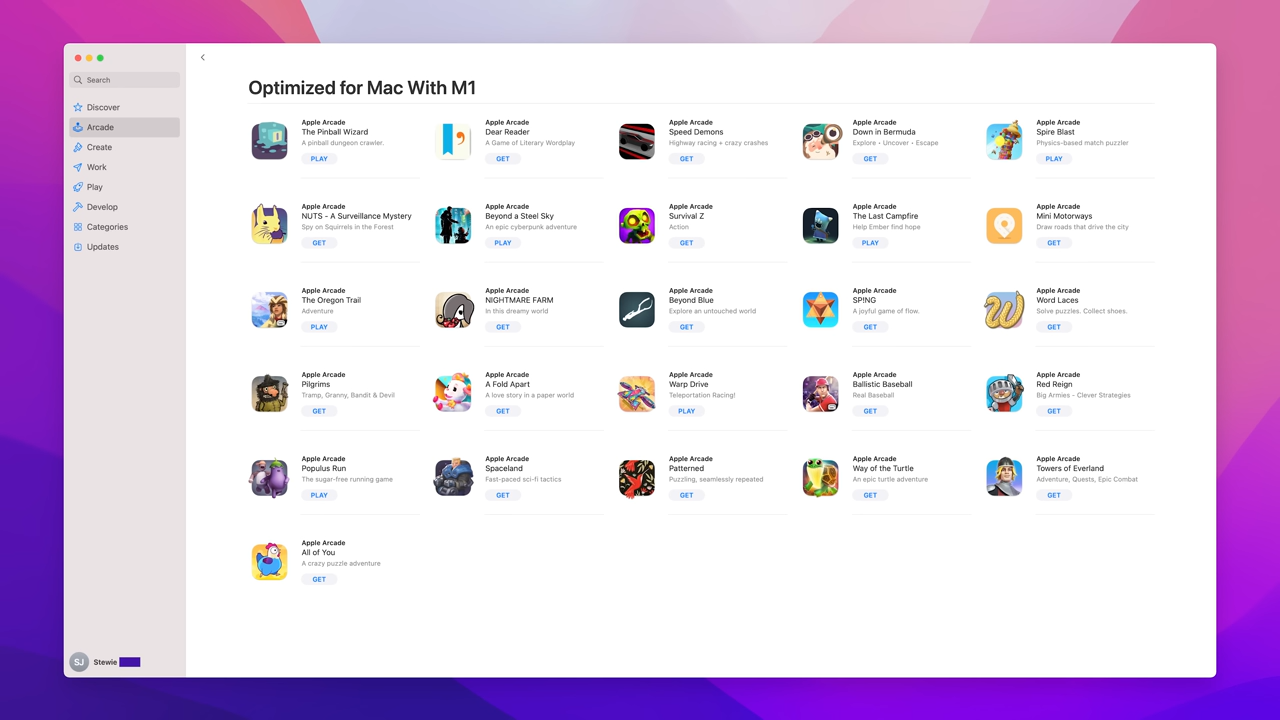 Search
Discover
Arcade
Create
Work
Play
Develop
Categories
Updates
SJ
Stewie
Optimized for Mac With M1
Apple Arcade
The Pinball Wizard
A pinball dungeon crawler.
PLAY
Apple Arcade
Dear Reader
A Game of Literary Wordplay
GET
Apple Arcade
Speed Demons
Highway racing + crazy crashes
GET
Apple Arcade
Down in Bermuda
Explore • Uncover • Escape
GET
Apple Arcade
Spire Blast
Physics-based match puzzler
PLAY
Apple Arcade
NUTS - A Surveillance Mystery
Spy on Squirrels in the Forest
GET
Apple Arcade
Beyond a Steel Sky
An epic cyberpunk adventure
PLAY
Apple Arcade
Survival Z
Action
GET
Apple Arcade
The Last Campfire
Help Ember find hope
PLAY
Apple Arcade
Mini Motorways
Draw roads that drive the city
GET
Apple Arcade
The Oregon Trail
Adventure
PLAY
Apple Arcade
NIGHTMARE FARM
In this dreamy world
GET
Apple Arcade
Beyond Blue
Explore an untouched world
GET
Apple Arcade
SP!NG
A joyful game of flow.
GET
Apple Arcade
Word Laces
Solve puzzles. Collect shoes.
GET
Apple Arcade
Pilgrims
Tramp, Granny, Bandit & Devil
GET
Apple Arcade
A Fold Apart
A love story in a paper world
GET
Apple Arcade
Warp Drive
Teleportation Racing!
PLAY
Apple Arcade
Ballistic Baseball
Real Baseball
GET
Apple Arcade
Red Reign
Big Armies - Clever Strategies
GET
Apple Arcade
Populus Run
The sugar-free running game
PLAY
Apple Arcade
Spaceland
Fast-paced sci-fi tactics
GET
Apple Arcade
Patterned
Puzzling, seamlessly repeated
GET
Apple Arcade
Way of the Turtle
An epic turtle adventure
GET
Apple Arcade
Towers of Everland
Adventure, Quests, Epic Combat
GET
Apple Arcade
All of You
A crazy puzzle adventure
GET